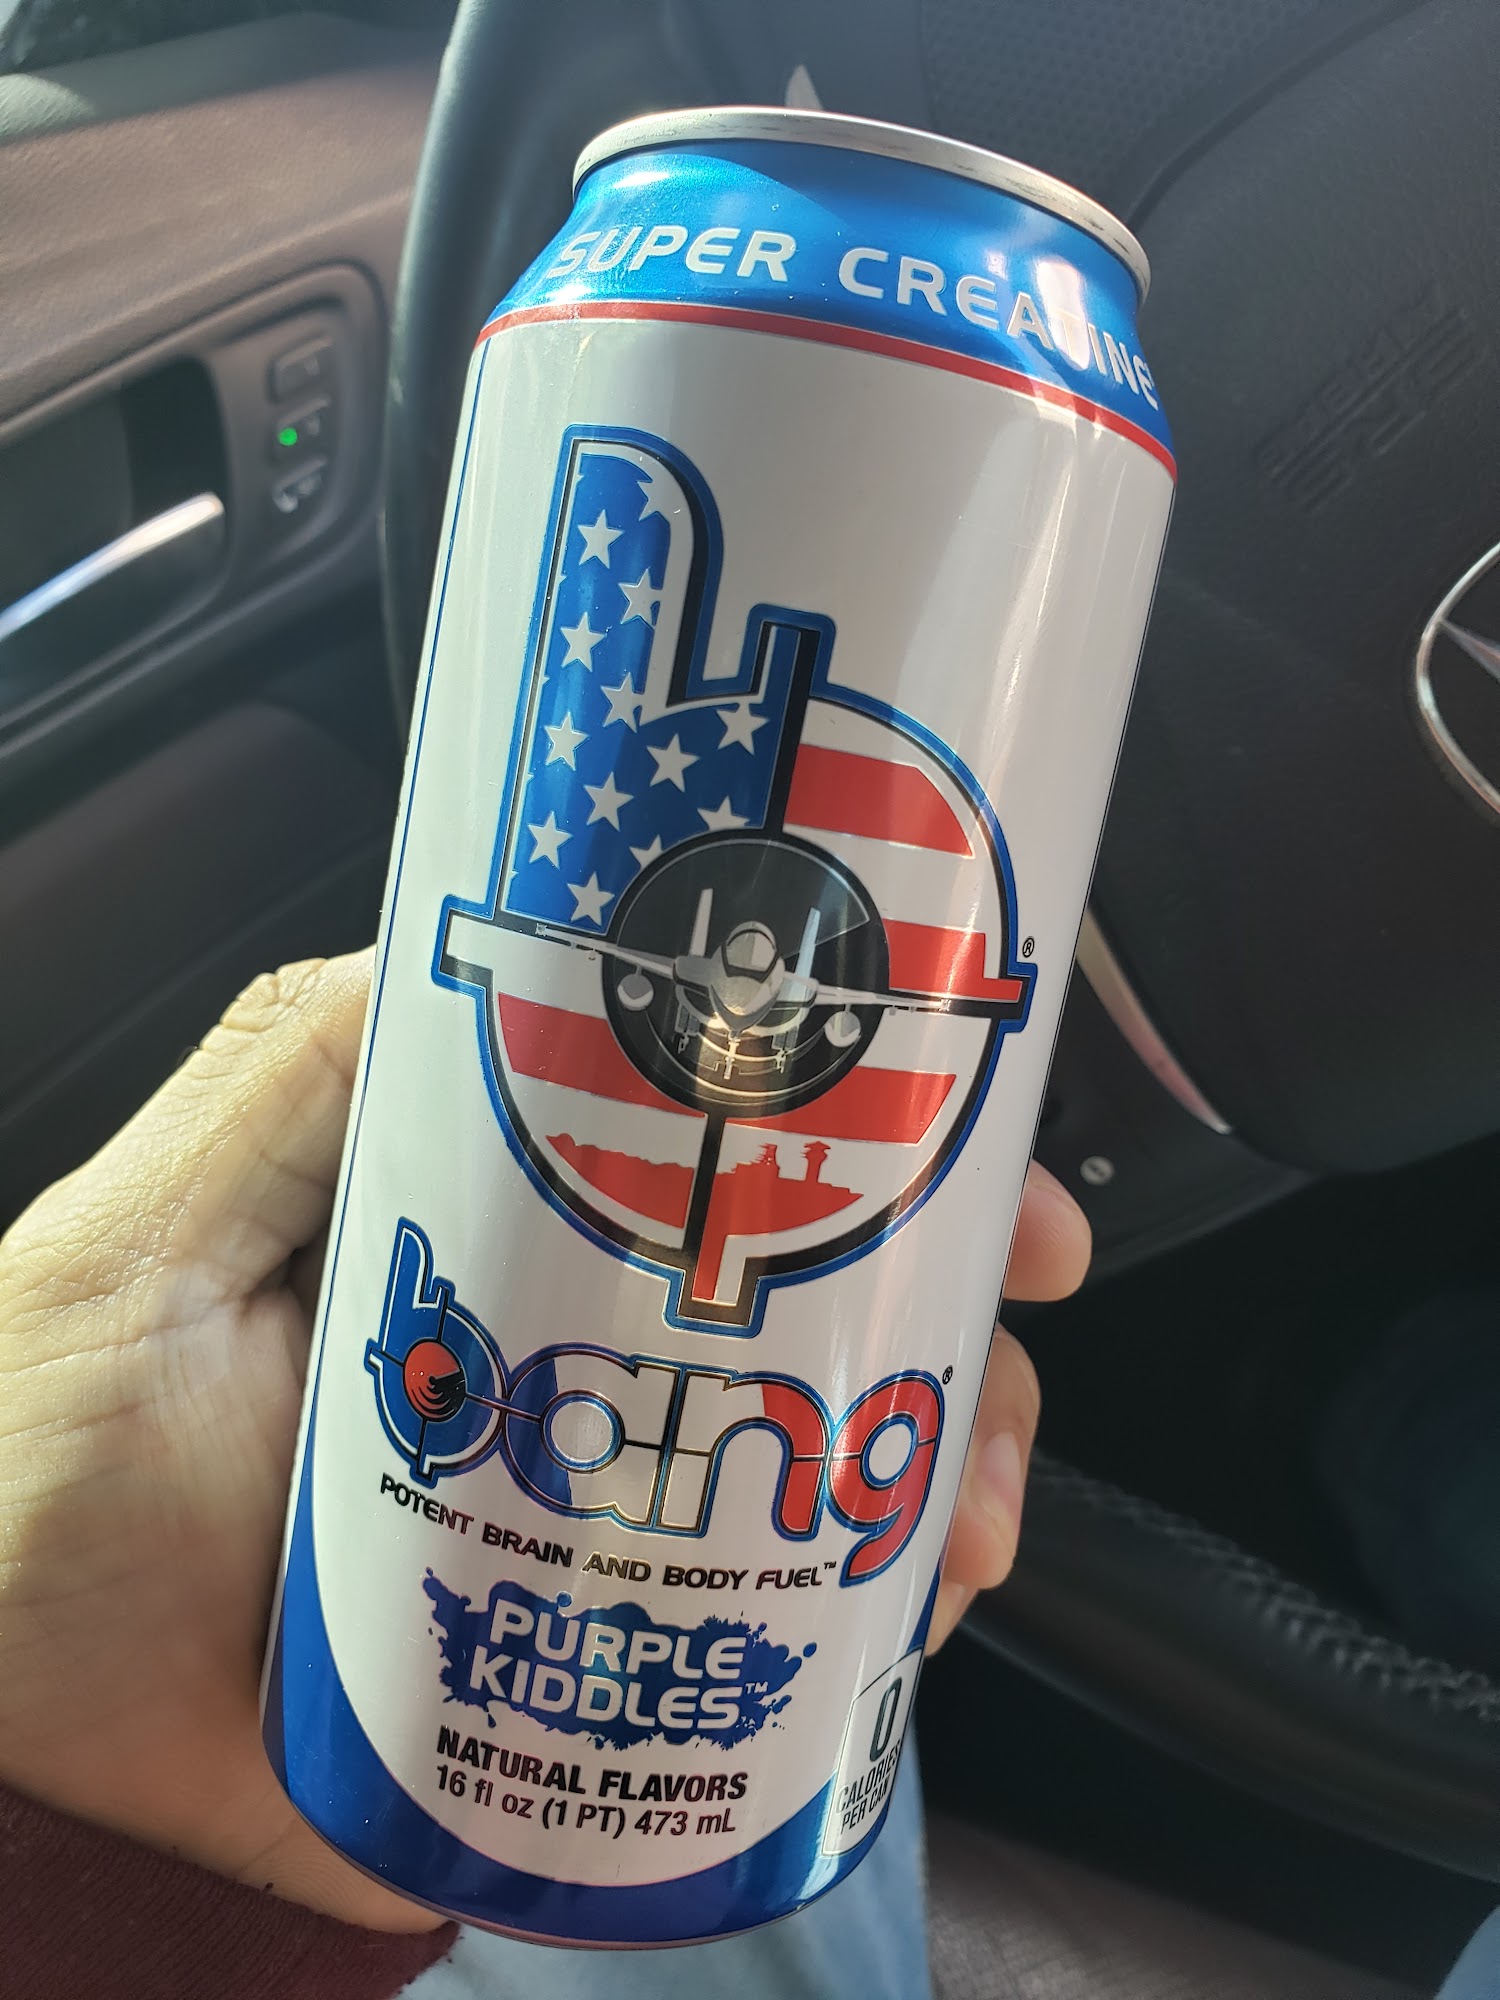 SUPER CREATINE
®
bang®
POTENT BRAIN AND BODY FUEL™
PURPLE
KIDDLES™
NATURAL FLAVORS
16 fl oz (1 PT) 473 mL
0
CALORIES
PER CAN